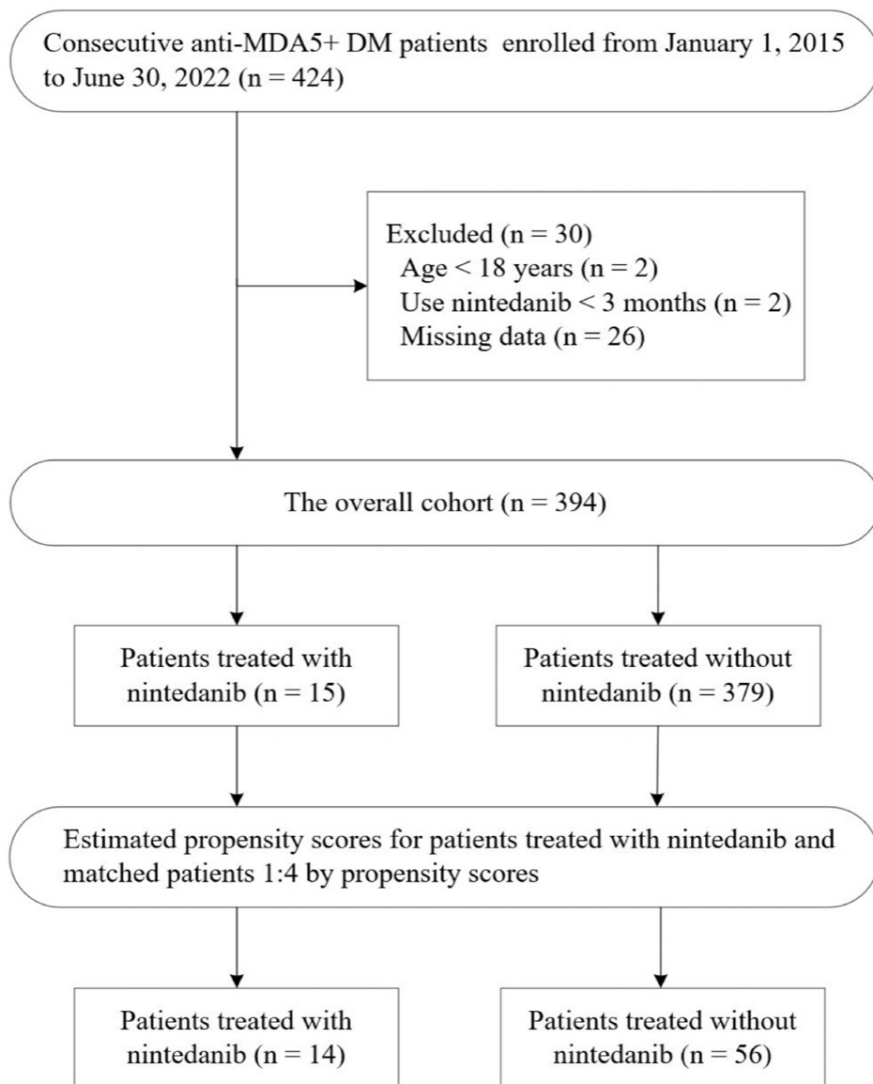 Consecutive anti-MDA5+ DM patients enrolled from January 1, 2015
to June 30, 2022 (n = 424)
Excluded (n = 30)
Age < 18 years (n = 2)
Use nintedanib < 3 months (n = 2)
Missing data (n = 26)
The overall cohort (n = 394)
Patients treated with
nintedanib (n = 15)
Patients treated without
nintedanib (n = 379)
Estimated propensity scores for patients treated with nintedanib and
matched patients 1:4 by propensity scores
Patients treated with
nintedanib (n = 14)
Patients treated without
nintedanib (n = 56)